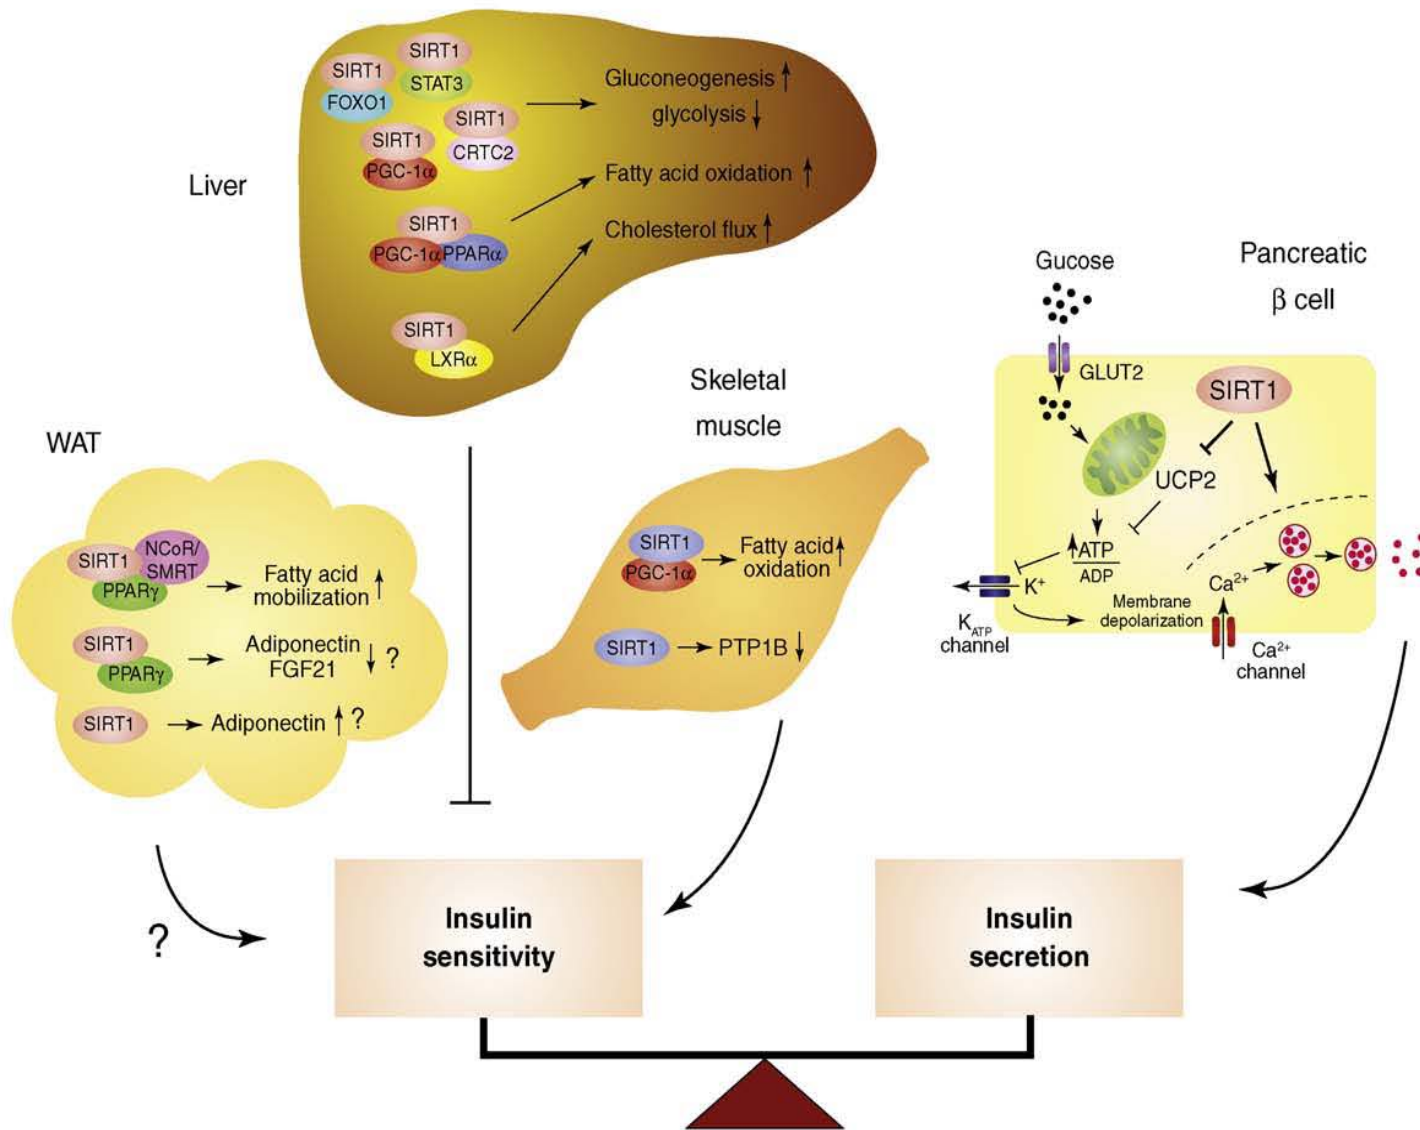 Liver
SIRT1
FOXO1
SIRT1
STAT3
SIRT1
PGC-1α
SIRT1
CRTC2
Gluconeogenesis ↑
glycolysis ↓
SIRT1
PGC-1α
PPARα
Fatty acid oxidation ↑
SIRT1
LXRα
Cholesterol flux ↑
WAT
SIRT1
NCoR/
SMRT
PPARγ
Fatty acid
mobilization ↑
SIRT1
PPARγ
Adiponectin
FGF21 ↓ ?
SIRT1
Adiponectin ↑ ?
Skeletal
muscle
SIRT1
PGC-1α
Fatty acid
oxidation ↑
SIRT1
PTP1B ↓
Pancreatic
β cell
Gucose
GLUT2
SIRT1
UCP2
↑ATP
ADP
K⁺
K_ATP
channel
Membrane
depolarization
Ca²⁺
Ca²⁺
channel
?
Insulin
sensitivity
Insulin
secretion